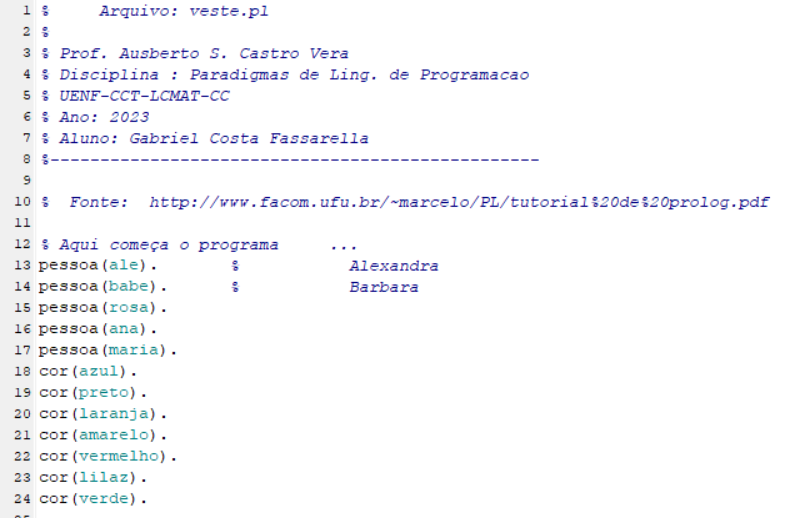 1 %     Arquivo: veste.pl
2 %
3 % Prof. Ausberto S. Castro Vera
4 % Disciplina : Paradigmas de Ling. de Programacao
5 % UENF-CCT-LCMAT-CC
6 % Ano: 2023
7 % Aluno: Gabriel Costa Fassarella
8 %-------------------------------------------------
9
10 %  Fonte:  http://www.facom.ufu.br/~marcelo/PL/tutorial%20de%20prolog.pdf
11
12 % Aqui começa o programa     ...
13 pessoa(ale).       %           Alexandra
14 pessoa(babe).      %           Barbara
15 pessoa(rosa).
16 pessoa(ana).
17 pessoa(maria).
18 cor(azul).
19 cor(preto).
20 cor(laranja).
21 cor(amarelo).
22 cor(vermelho).
23 cor(lilaz).
24 cor(verde).